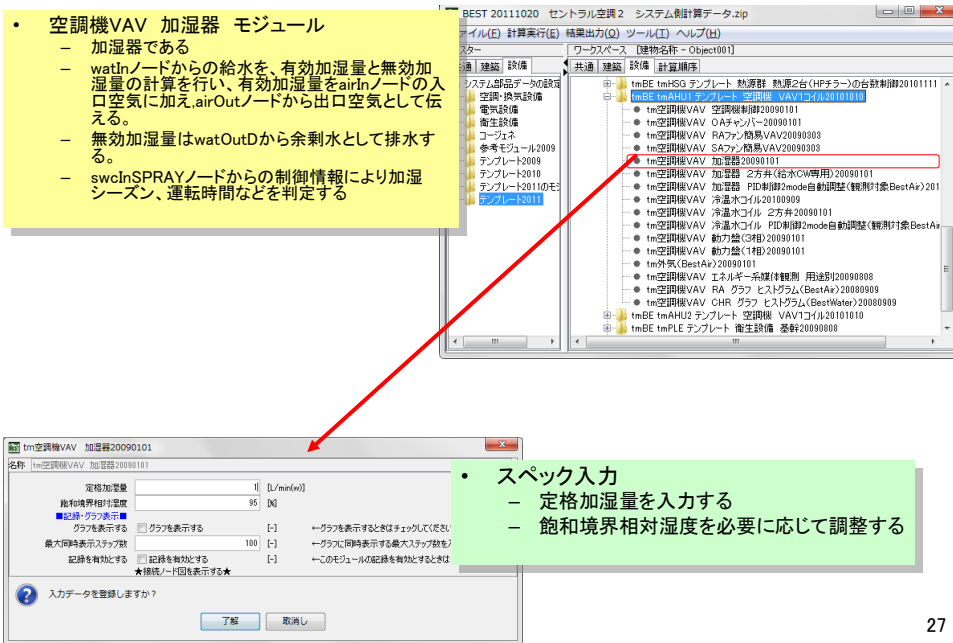 • 空調機VAV 加湿器 モジュール
– 加湿器である
– watInノードからの給水を、有効加湿量と無効加
湿量の計算を行い、有効加湿量をairInノードの入
口空気に加え,airOutノードから出口空気として伝
える。
– 無効加湿量はwatOutDから余剰水として排水す
る。
– swcInSPRAYノードからの制御情報により加湿
シーズン、運転時間などを判定する
BEST 20111020 セントラル空調2 システム側計算データ.zip
ァイル(F) 計算実行(E) 結果出力(O) ツール(T) ヘルプ(H)
スター
ワークスペース [建物名称 - Object001]
共通 建築 設備
共通 建築 設備 計算順序
システム部品データの設定
空調・換気設備
電気設備
衛生設備
コージェネ
参考モジュール2009
テンプレート2009
テンプレート2010
テンプレート2011のモジ
テンプレート2011
tmBE tmHSG テンプレート 熱源群 熱源2台(HPチラー)の台数制御20101111
tmBE tmAHU1 テンプレート 空調機 VAV1コイル20101010
tm空調機VAV 空調機制御20090101
tm空調機VAV OAチャンバー20090101
tm空調機VAV RAファン簡易VAV20090303
tm空調機VAV SAファン簡易VAV20090303
tm空調機VAV 加湿器20090101
tm空調機VAV 加湿器 2方弁(給水CW専用)20090101
tm空調機VAV 加湿器 PID制御2mode自動調整(観測対象BestAir)201
tm空調機VAV 冷温水コイル20100909
tm空調機VAV 冷温水コイル 2方弁20090101
tm空調機VAV 冷温水コイル PID制御2mode自動調整(観測対象BestAir
tm空調機VAV 動力盤(3相)20090101
tm空調機VAV 動力盤(1相)20090101
tm外気(BestAir)20090101
tm空調機VAV エネルギー系媒体観測 用途別20090808
tm空調機VAV RA グラフ ヒストグラム(BestAir)20080909
tm空調機VAV CHR グラフ ヒストグラム(BestWater)20080909
tmBE tmAHU2 テンプレート 空調機 VAV1コイル20101010
tmBE tmPLE テンプレート 衛生設備 基幹20090808
tm空調機VAV 加湿器20090101
名称 tm空調機VAV 加湿器20090101
定格加湿量 1 [L/min(w)]
飽和境界相対湿度 95 [%]
■記録・グラフ表示■
グラフを表示する グラフを表示する [-] ←グラフを表示するときはチェックしてくださ
最大同時表示ステップ数 100 [-] ←グラフに同時表示する最大ステップ数を入
記録を有効とする 記録を有効とする [-] ←このモジュールの記録を有効とするときは
★接続ノード図を表示する★
入力データを登録しますか?
了解 取消し
• スペック入力
– 定格加湿量を入力する
– 飽和境界相対湿度を必要に応じて調整する
27